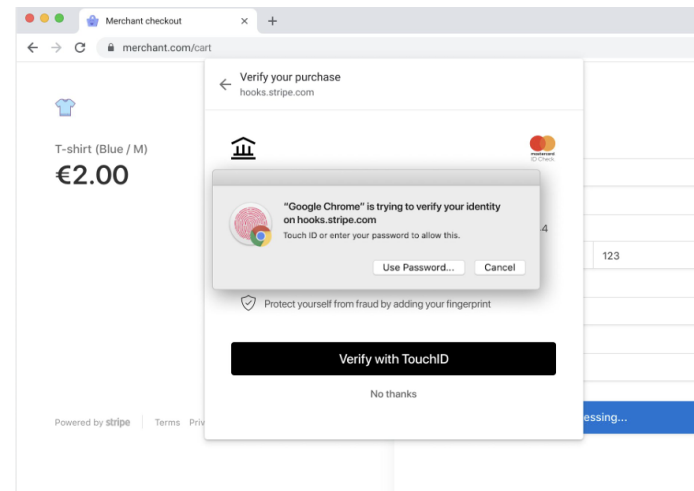 Merchant checkout
merchant.com/cart
Verify your purchase
hooks.stripe.com
T-shirt (Blue / M)
€2.00
mastercard
ID Check
"Google Chrome" is trying to verify your identity
on hooks.stripe.com
Touch ID or enter your password to allow this.
4
Use Password... Cancel
123
Protect yourself from fraud by adding your fingerprint
Verify with TouchID
No thanks
Powered by stripe Terms Priv
essing...